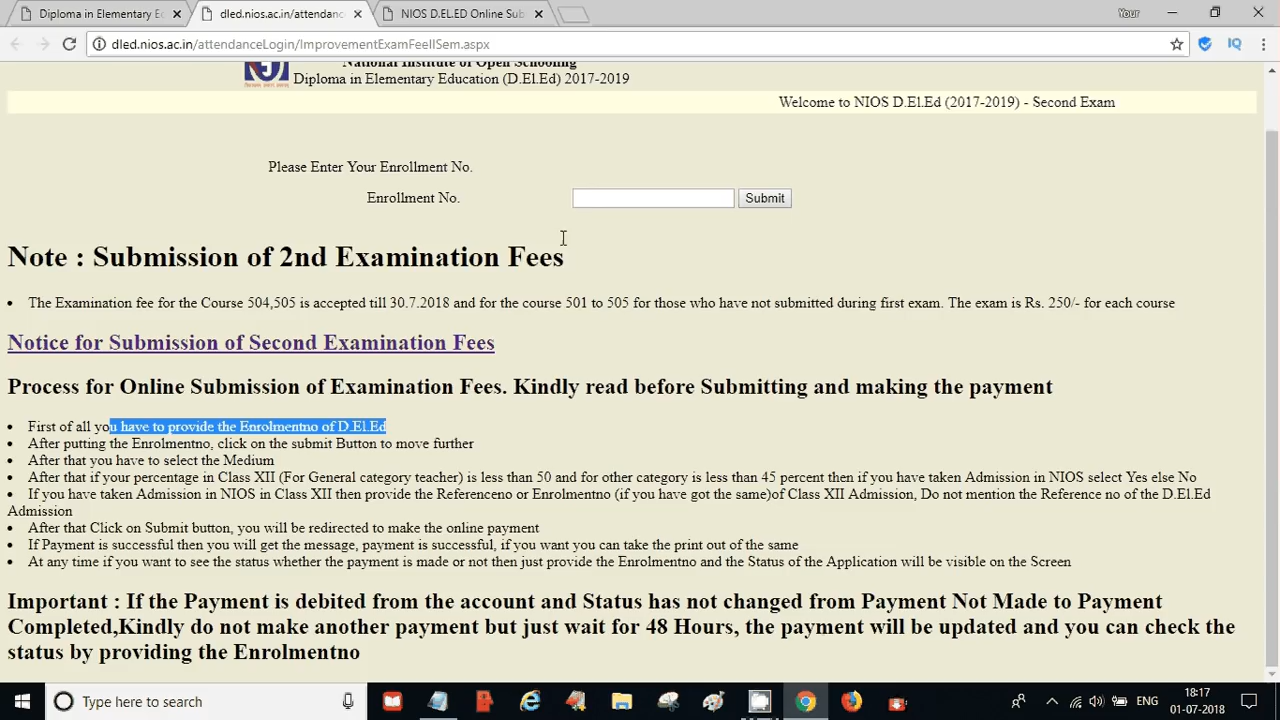 Diploma in Elementary Ec
dled.nios.ac.in/attendanc
NIOS D.El.ED Online Sub
Your
dled.nios.ac.in/attendanceLogin/ImprovementExamFeeIISem.aspx
National Institute of Open Schooling
Diploma in Elementary Education (D.El.Ed) 2017-2019
Welcome to NIOS D.El.Ed (2017-2019) - Second Exam
Please Enter Your Enrollment No.
Enrollment No.
Submit
Note : Submission of 2nd Examination Fees
• The Examination fee for the Course 504,505 is accepted till 30.7.2018 and for the course 501 to 505 for those who have not submitted during first exam. The exam is Rs. 250/- for each course
Notice for Submission of Second Examination Fees
Process for Online Submission of Examination Fees. Kindly read before Submitting and making the payment
• First of all you have to provide the Enrolmentno of D.El.Ed
• After putting the Enrolmentno, click on the submit Button to move further
• After that you have to select the Medium
• After that if your percentage in Class XII (For General category teacher) is less than 50 and for other category is less than 45 percent then if you have taken Admission in NIOS select Yes else No
• If you have taken Admission in NIOS in Class XII then provide the Referenceno or Enrolmentno (if you have got the same)of Class XII Admission, Do not mention the Reference no of the D.El.Ed
Admission
• After that Click on Submit button, you will be redirected to make the online payment
• If Payment is successful then you will get the message, payment is successful, if you want you can take the print out of the same
• At any time if you want to see the status whether the payment is made or not then just provide the Enrolmentno and the Status of the Application will be visible on the Screen
Important : If the Payment is debited from the account and Status has not changed from Payment Not Made to Payment
Completed,Kindly do not make another payment but just wait for 48 Hours, the payment will be updated and you can check the
status by providing the Enrolmentno
Type here to search
ENG
18:17
01-07-2018